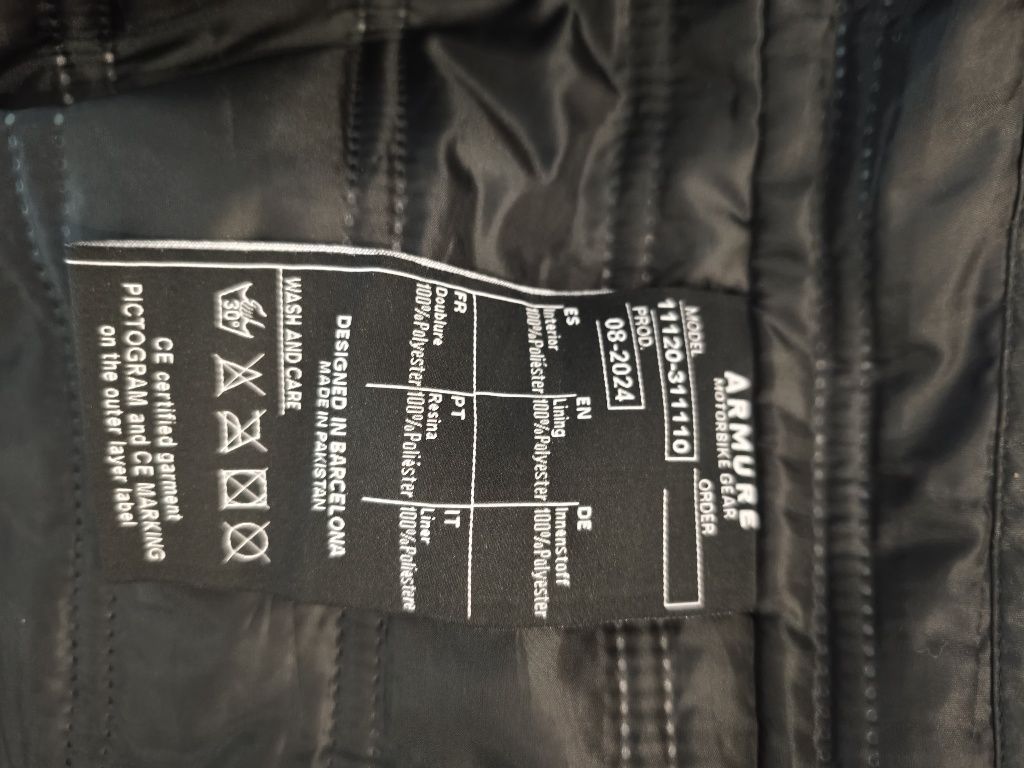 ARMURE
MOTORBIKE GEAR
MODEL
11120-311110
ORDER
PROD.
08-2024
ES
Interior
100%Poliéster
EN
Lining
100%Polyester
DE
Innenstoff
100%Polyester
FR
Doublure
100%Polyester
PT
Resina
100%Poliéster
IT
Liner
100%Poliestere
DESIGNED IN BARCELONA
MADE IN PAKISTAN
WASH AND CARE
30°
CE certified garment
PICTOGRAM and CE MARKING
on the outer layer label